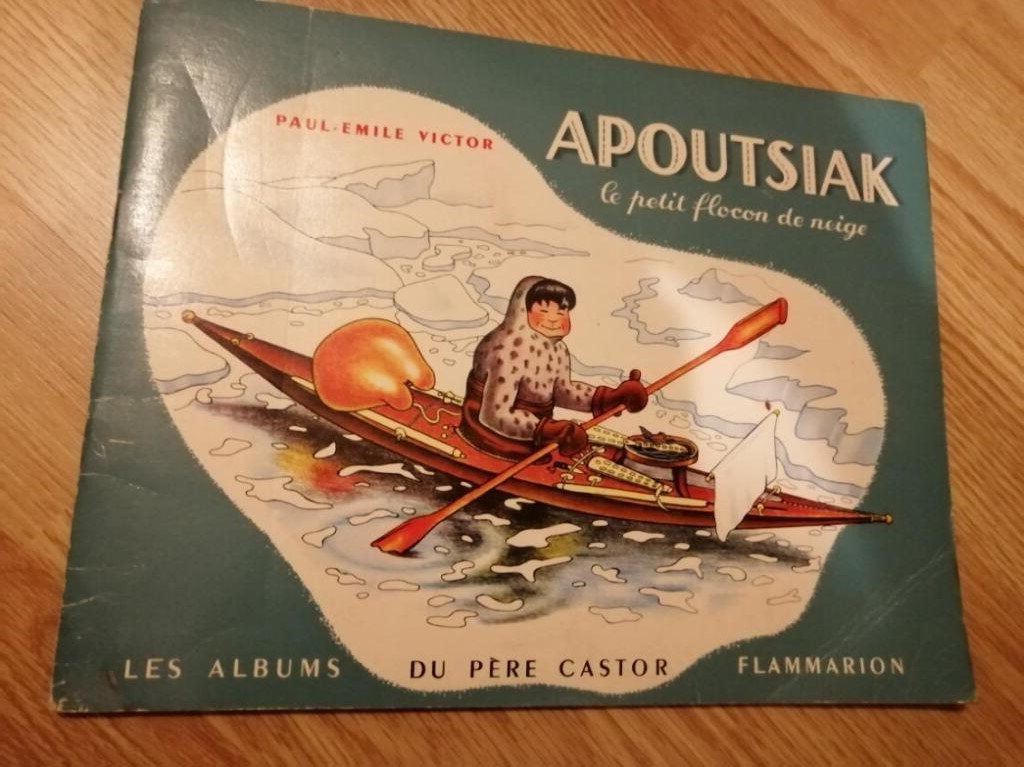 PAUL-EMILE VICTOR
APOUTSIAK
le petit flocon de neige
LES ALBUMS DU PÈRE CASTOR FLAMMARION